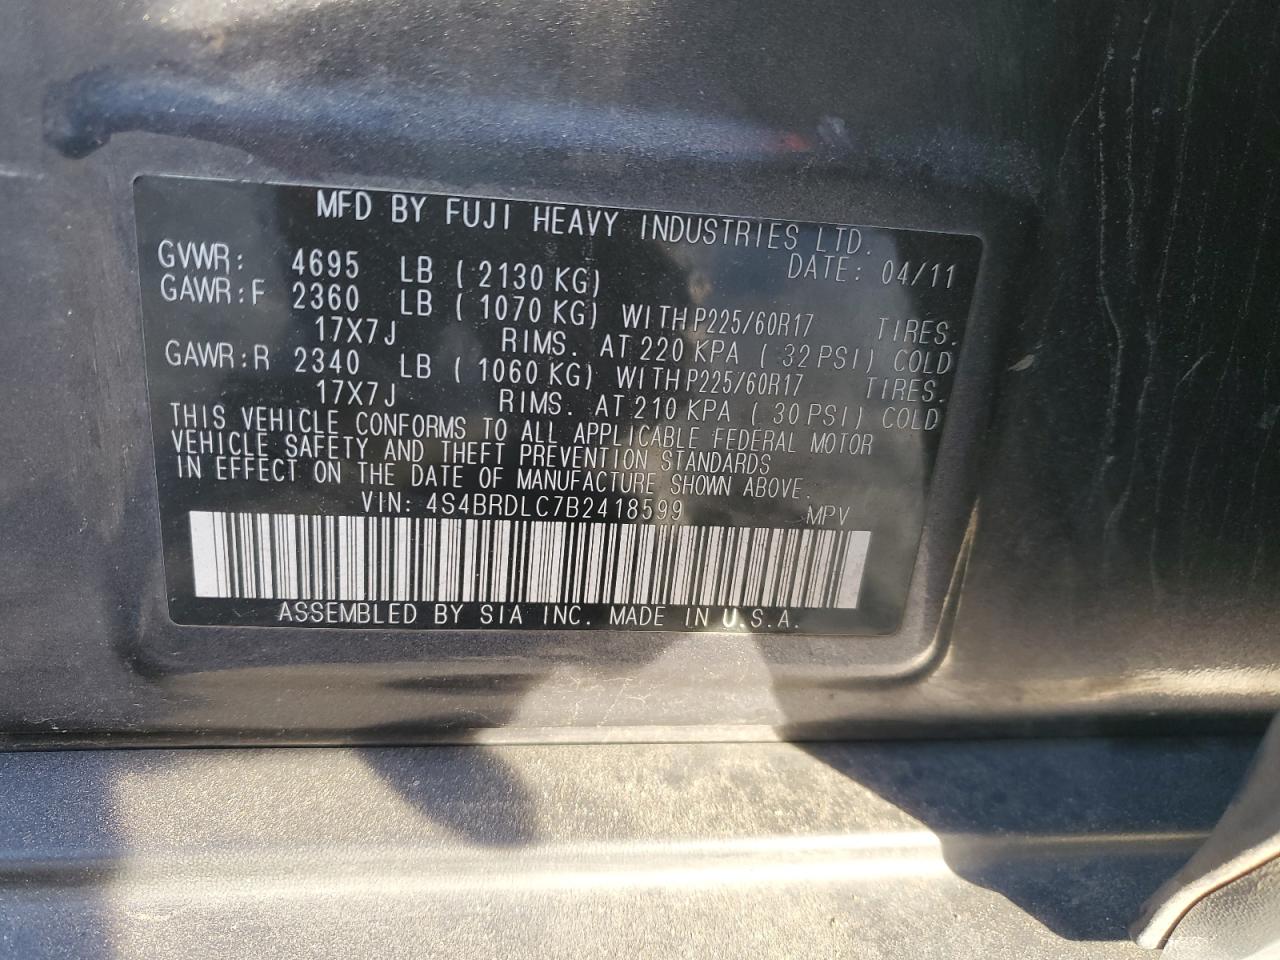 MFD BY FUJI HEAVY INDUSTRIES LTD.
DATE: 04/11
GVWR: 4695 LB (2130 KG)
GAWR:F 2360 LB (1070 KG) WITH P225/60R17 TIRES.
17X7J RIMS. AT 220 KPA (32 PSI) COLD
GAWR:R 2340 LB (1060 KG) WITH P225/60R17 TIRES.
17X7J RIMS. AT 210 KPA (30 PSI) COLD
THIS VEHICLE CONFORMS TO ALL APPLICABLE FEDERAL MOTOR
VEHICLE SAFETY AND THEFT PREVENTION STANDARDS
IN EFFECT ON THE DATE OF MANUFACTURE SHOWN ABOVE.
VIN: 4S4BRDLC7B2418599 MPV
ASSEMBLED BY SIA INC. MADE IN U.S.A.